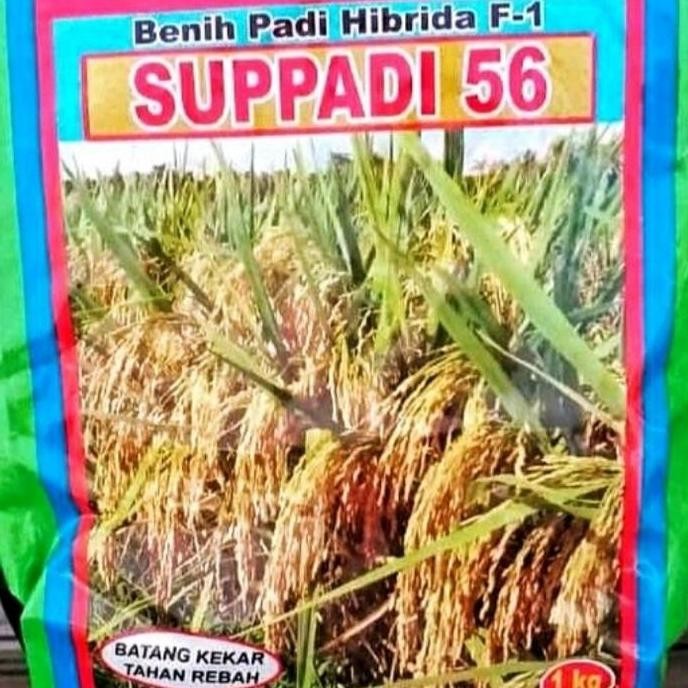 Benih Padi Hibrida F-1
SUPPADI 56
BATANG KEKAR
TAHAN REBAH
1 kg